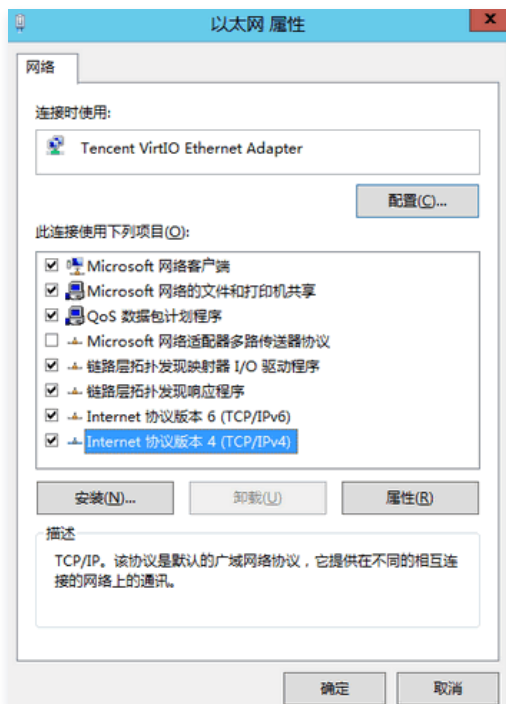 以太网 属性
x
网络
连接时使用:
Tencent VirtIO Ethernet Adapter
配置(C)...
此连接使用下列项目(O):
Microsoft 网络客户端
Microsoft 网络的文件和打印机共享
QoS 数据包计划程序
Microsoft 网络适配器多路传送器协议
链路层拓扑发现映射器 I/O 驱动程序
链路层拓扑发现响应程序
Internet 协议版本 6 (TCP/IPv6)
Internet 协议版本 4 (TCP/IPv4)
安装(N)... 卸载(U) 属性(R)
描述
TCP/IP。该协议是默认的广域网络协议，它提供在不同的相互连
接的网络上的通讯。
确定 取消